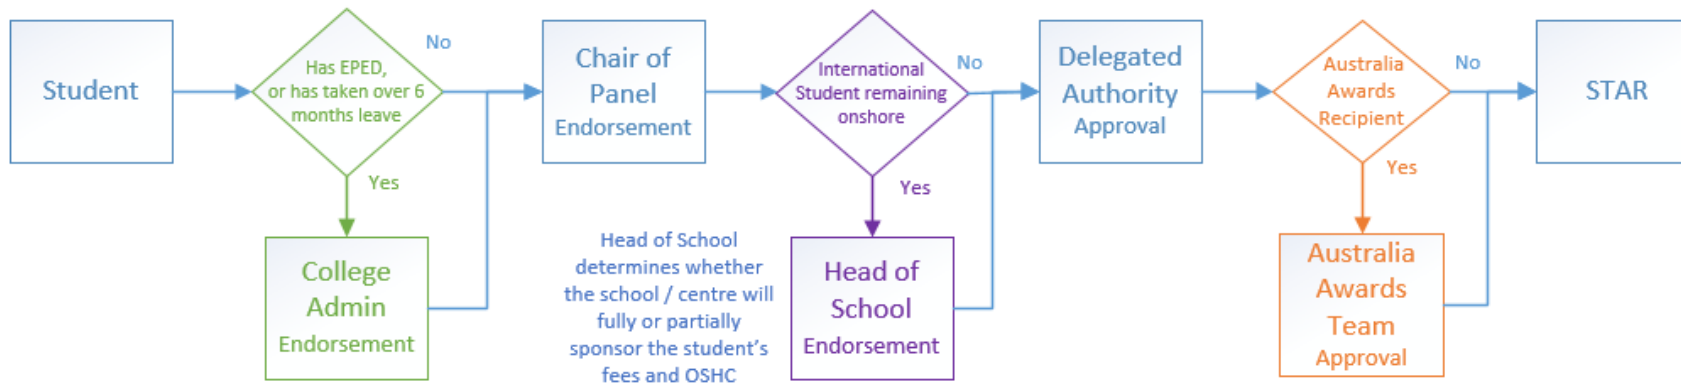 Student
Has EPED,
or has taken over 6
months leave
No
Yes
College
Admin
Endorsement
Chair of
Panel
Endorsement
International
Student remaining
onshore
No
Yes
Head of School
determines whether
the school / centre will
fully or partially
sponsor the student's
fees and OSHC
Head of
School
Endorsement
Delegated
Authority
Approval
Australia
Awards
Recipient
No
Yes
Australia
Awards
Team
Approval
STAR